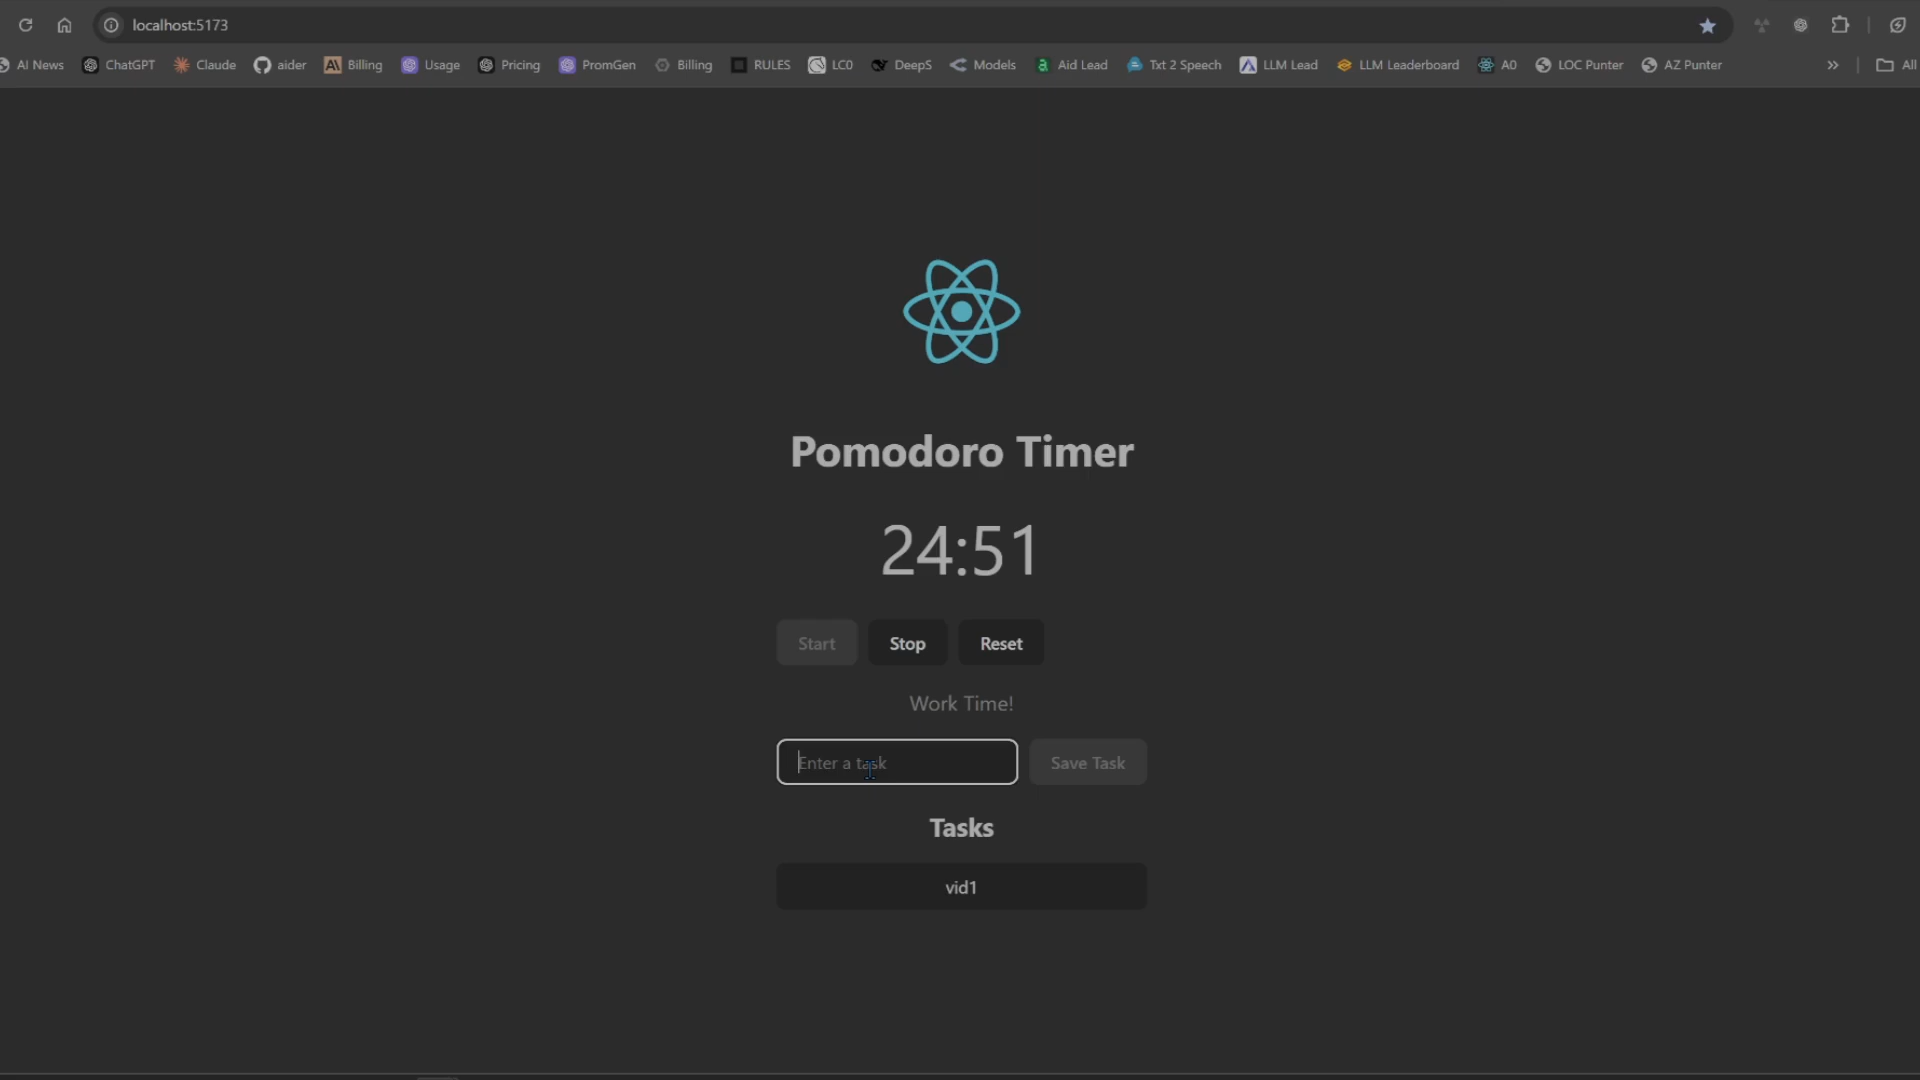 localhost:5173
AI News ChatGPT Claude aider Billing Usage Pricing PromGen Billing RULES LC0 DeepS Models Aid Lead Txt 2 Speech LLM Lead LLM Leaderboard A0 LOC Punter AZ Punter » All
Pomodoro Timer
24:51
Start Stop Reset
Work Time!
Enter a task Save Task
Tasks
vid1